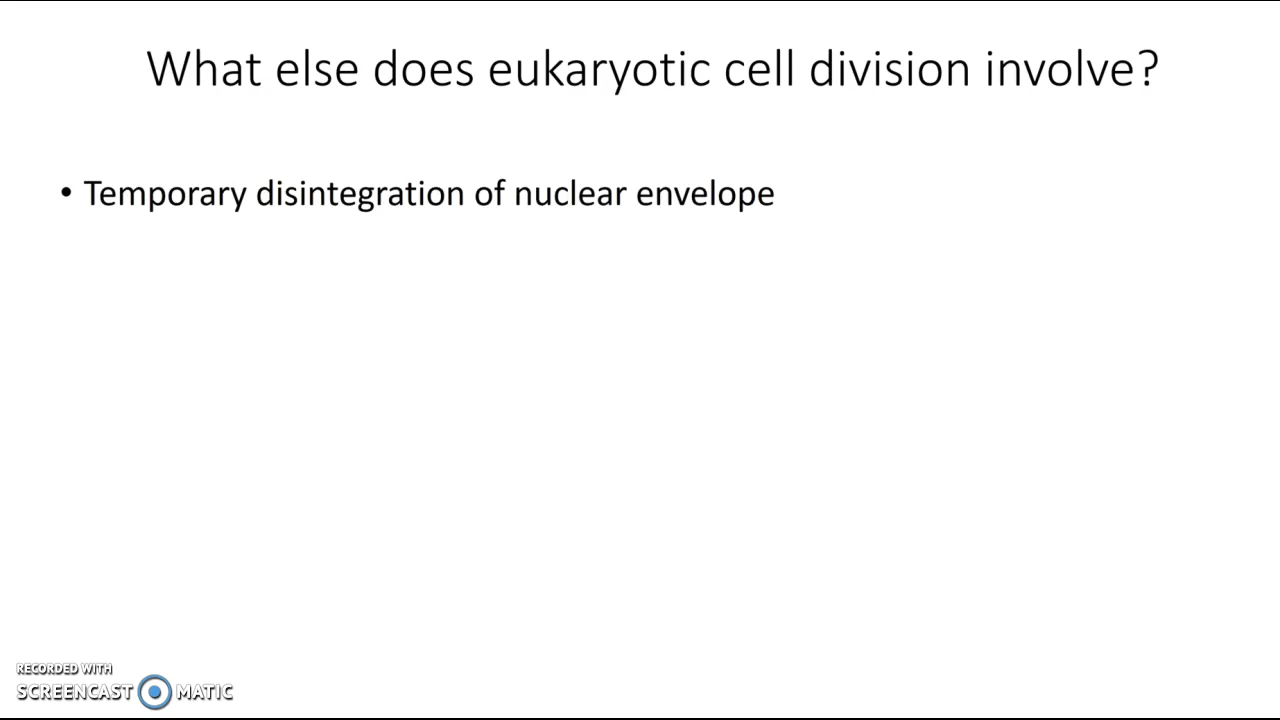 What else does eukaryotic cell division involve?
• Temporary disintegration of nuclear envelope
RECORDED WITH
SCREENCAST MATIC